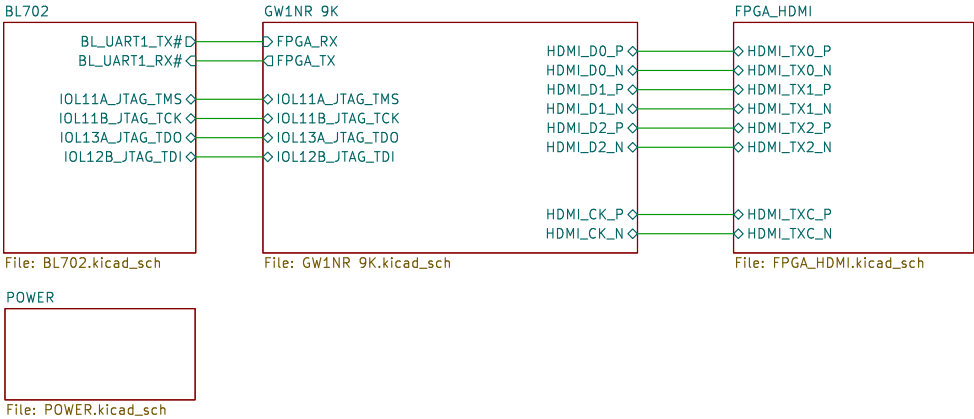 BL702
BL_UART1_TX#
BL_UART1_RX#
IOL11A_JTAG_TMS
IOL11B_JTAG_TCK
IOL13A_JTAG_TDO
IOL12B_JTAG_TDI
File: BL702.kicad_sch
GW1NR 9K
FPGA_RX
FPGA_TX
IOL11A_JTAG_TMS
IOL11B_JTAG_TCK
IOL13A_JTAG_TDO
IOL12B_JTAG_TDI
HDMI_D0_P
HDMI_D0_N
HDMI_D1_P
HDMI_D1_N
HDMI_D2_P
HDMI_D2_N
HDMI_CK_P
HDMI_CK_N
File: GW1NR 9K.kicad_sch
FPGA_HDMI
HDMI_TX0_P
HDMI_TX0_N
HDMI_TX1_P
HDMI_TX1_N
HDMI_TX2_P
HDMI_TX2_N
HDMI_TXC_P
HDMI_TXC_N
File: FPGA_HDMI.kicad_sch
POWER
File: POWER.kicad_sch